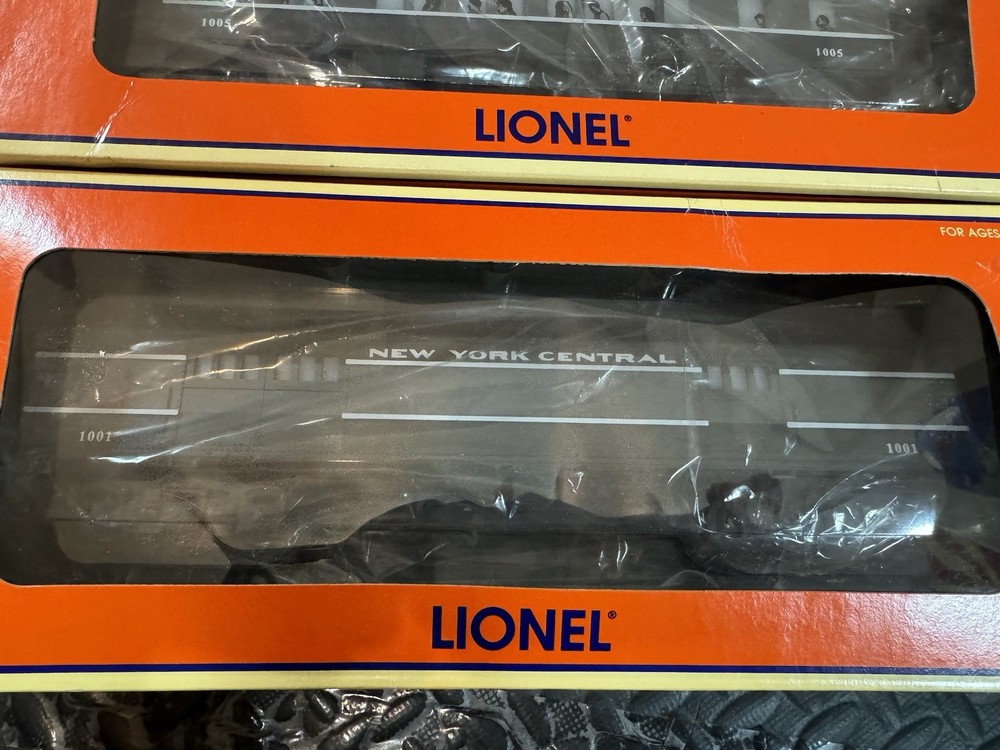 1005
1005
LIONEL®
FOR AGES
NEW YORK CENTRAL
1001
1001
LIONEL®